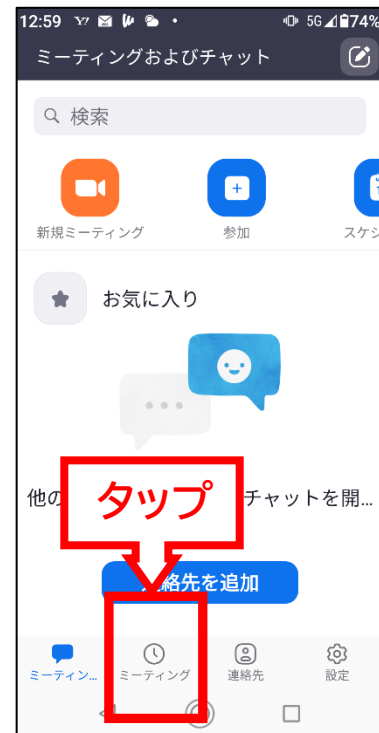 12:59 5G 74%
ミーティングおよびチャット
検索
新規ミーティング 参加 スケジ
お気に入り
他の チャットを開...
タップ
絡先を追加
ミーティン... ミーティング 連絡先 設定